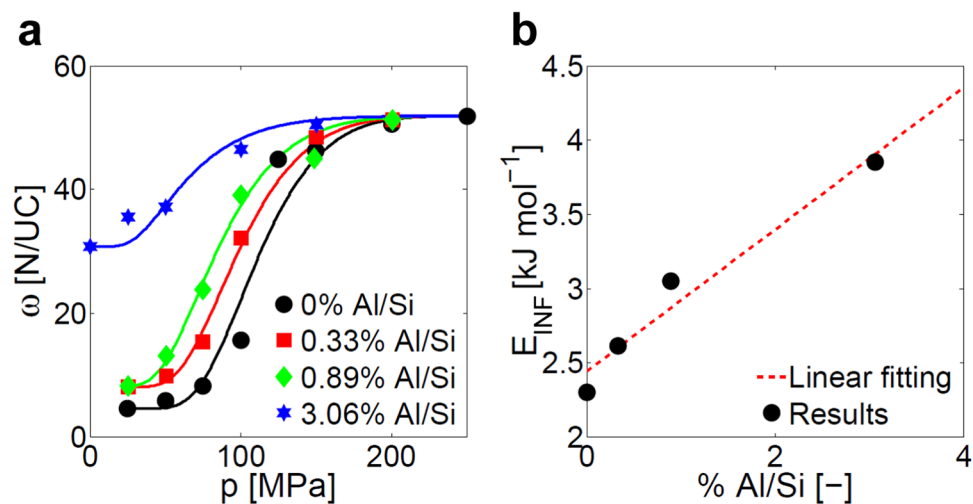 a
60
40
20
0
ω [N/UC]
0% Al/Si
0.33% Al/Si
0.89% Al/Si
3.06% Al/Si
0
100
200
p [MPa]
b
4.5
4
3.5
3
2.5
2
E_INF [kJ mol⁻¹]
Linear fitting
Results
0
2
4
% Al/Si [−]